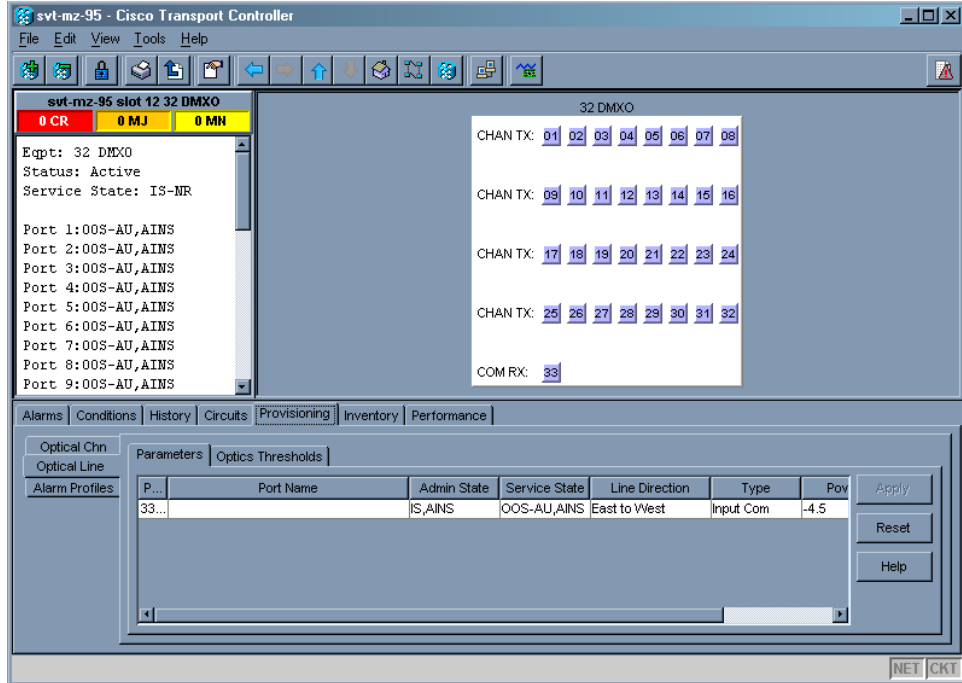 svt-mz-95 - Cisco Transport Controller
File Edit View Tools Help
svt-mz-95 slot 12 32 DMXO
0 CR 0 MJ 0 MN
Eqpt: 32 DMXO
Status: Active
Service State: IS-NR
Port 1:OOS-AU,AINS
Port 2:OOS-AU,AINS
Port 3:OOS-AU,AINS
Port 4:OOS-AU,AINS
Port 5:OOS-AU,AINS
Port 6:OOS-AU,AINS
Port 7:OOS-AU,AINS
Port 8:OOS-AU,AINS
Port 9:OOS-AU,AINS
32 DMXO
CHAN TX: 01 02 03 04 05 06 07 08
CHAN TX: 09 10 11 12 13 14 15 16
CHAN TX: 17 18 19 20 21 22 23 24
CHAN TX: 25 26 27 28 29 30 31 32
COM RX: 33
Alarms Conditions History Circuits Provisioning Inventory Performance
Optical Chn
Optical Line
Alarm Profiles
Parameters Optics Thresholds
P... Port Name Admin State Service State Line Direction Type Pow
33... IS,AINS OOS-AU,AINS East to West Input Com -4.5
Apply
Reset
Help
NET CKT